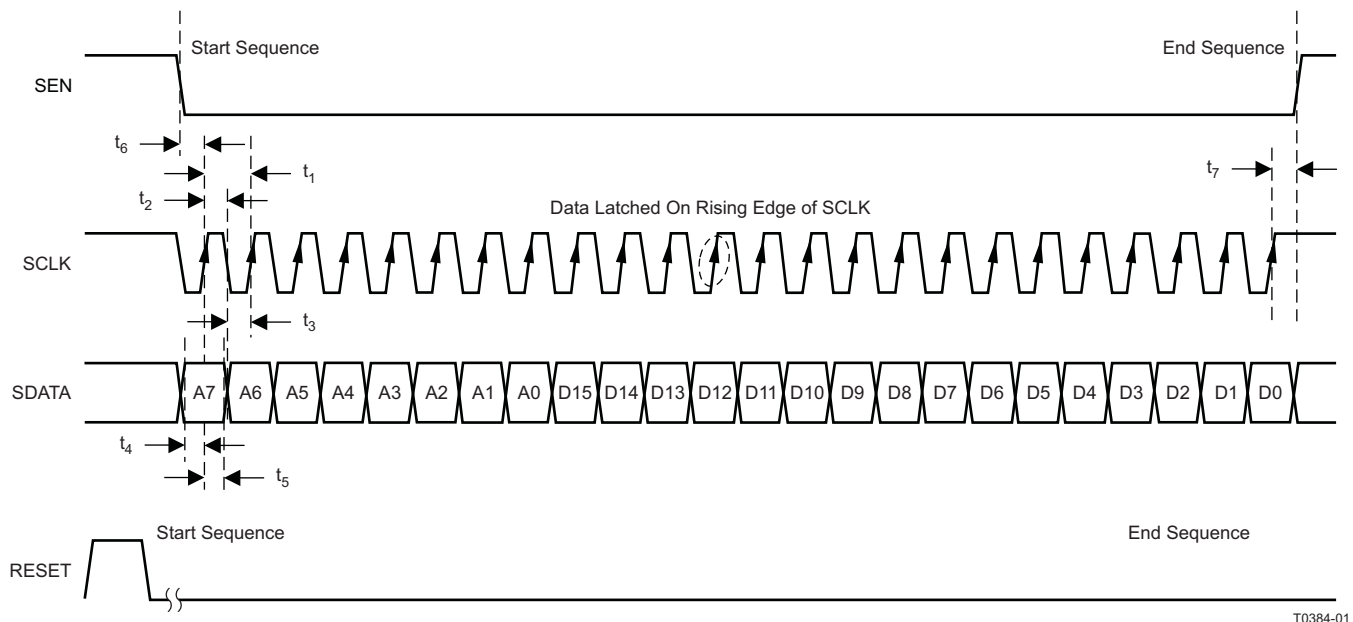 Start Sequence
End Sequence
SEN
t6
t1
t7
t2
Data Latched On Rising Edge of SCLK
SCLK
t3
SDATA
A7 A6 A5 A4 A3 A2 A1 A0 D15 D14 D13 D12 D11 D10 D9 D8 D7 D6 D5 D4 D3 D2 D1 D0
t4
t5
Start Sequence
End Sequence
RESET
T0384-01